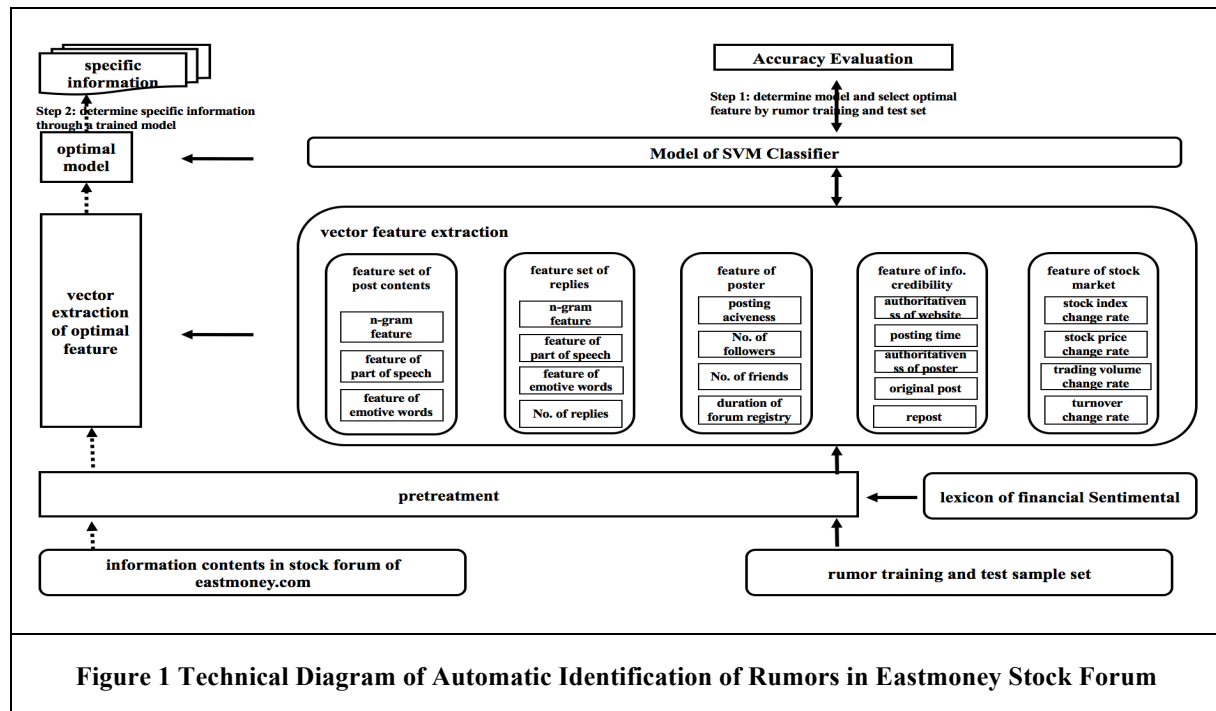 specific
information
Accuracy Evaluation
Step 2: determine specific information
through a trained model
Step 1: determine model and select optimal
feature by rumor training and test set
optimal
model
Model of SVM Classifier
vector
extraction
of optimal
feature
vector feature extraction
feature set of
post contents
n-gram
feature
feature of
part of speech
feature of
emotive words
feature set of
replies
n-gram
feature
feature of
part of speech
feature of
emotive words
No. of replies
feature of
poster
posting
aciveness
No. of
followers
No. of friends
duration of
forum registry
feature of info.
credibility
authoritativen
ss of website
posting time
authoritativen
ss of poster
original post
repost
feature of stock
market
stock index
change rate
stock price
change rate
trading volume
change rate
turnover
change rate
pretreatment
lexicon of financial Sentimental
information contents in stock forum of
eastmoney.com
rumor training and test sample set
Figure 1 Technical Diagram of Automatic Identification of Rumors in Eastmoney Stock Forum